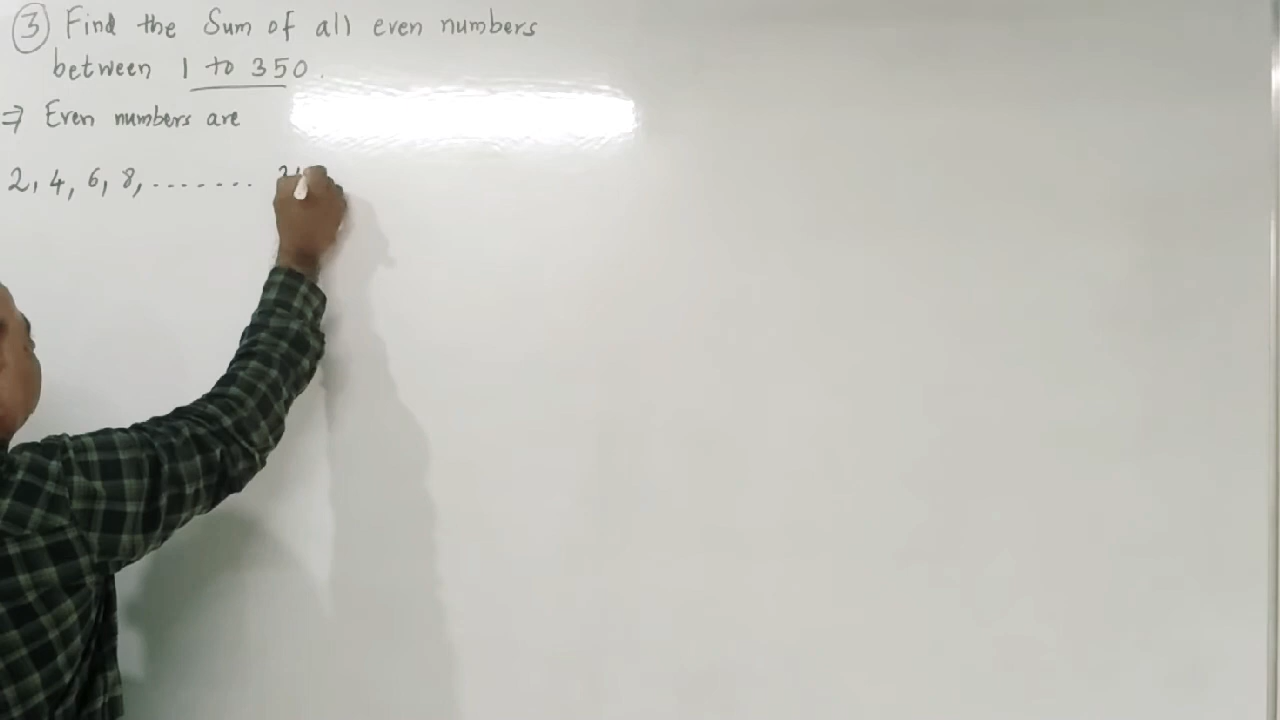 ③ Find the Sum of all even numbers
between 1 to 350.
⇒ Even numbers are
2, 4, 6, 8, .......